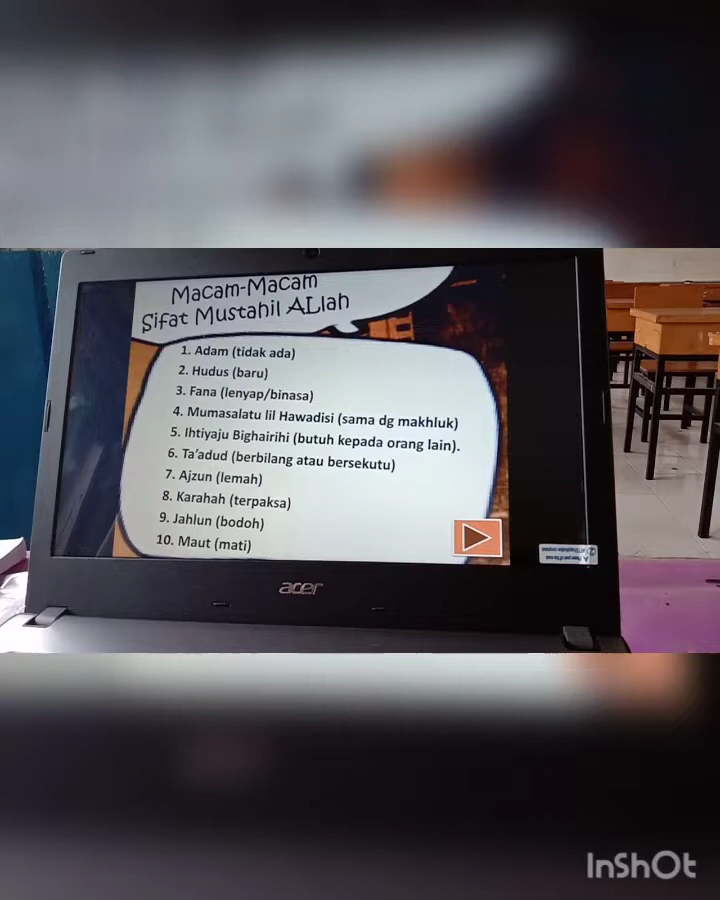 Macam-Macam
Sifat Mustahil ALlah
1. Adam (tidak ada)
2. Hudus (baru)
3. Fana (lenyap/binasa)
4. Mumasalatu lil Hawadisi (sama dg makhluk)
5. Ihtiyaju Bighairihi (butuh kepada orang lain).
6. Ta'adud (berbilang atau bersekutu)
7. Ajzun (lemah)
8. Karahah (terpaksa)
9. Jahlun (bodoh)
10. Maut (mati)
acer
InShOt